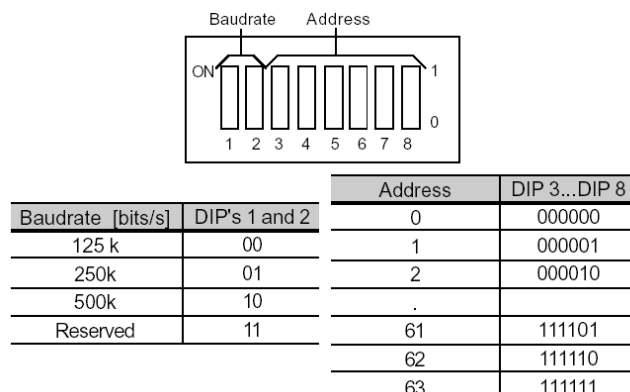 Baudrate Address
ON 1
0
1 2 3 4 5 6 7 8
Baudrate [bits/s] DIP's 1 and 2
125 k 00
250k 01
500k 10
Reserved 11
Address DIP 3...DIP 8
0 000000
1 000001
2 000010
.
61 111101
62 111110
63 111111